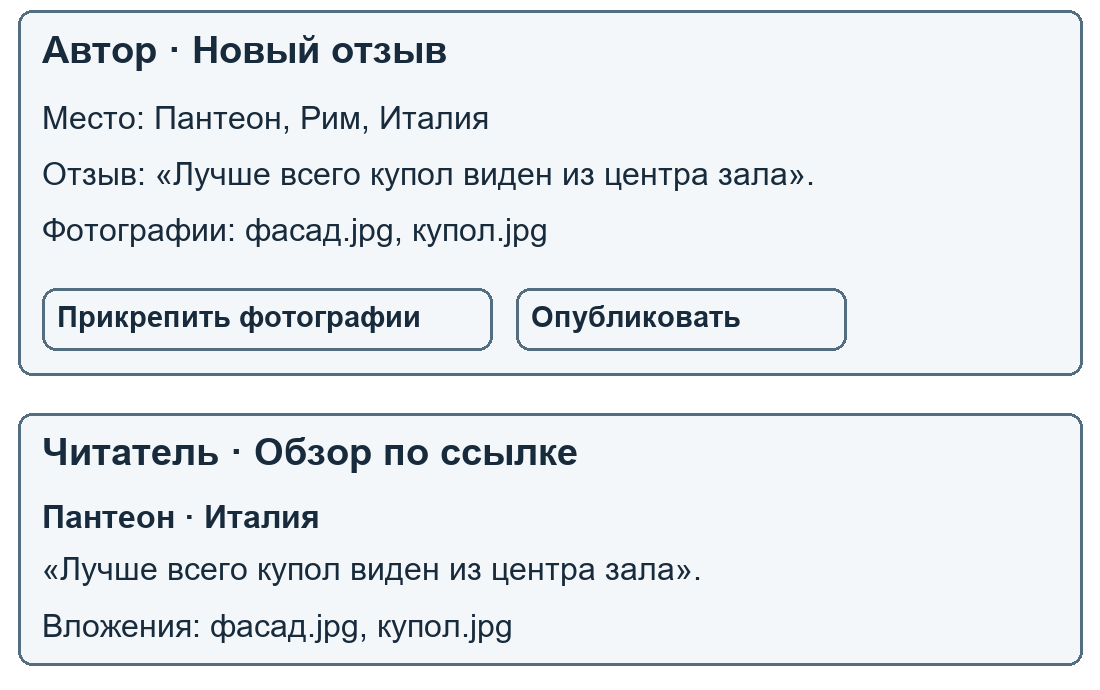 Автор · Новый отзыв
Место: Пантеон, Рим, Италия
Отзыв: «Лучше всего купол виден из центра зала».
Фотографии: фасад.jpg, купол.jpg
Прикрепить фотографии
Опубликовать
Читатель · Обзор по ссылке
Пантеон · Италия
«Лучше всего купол виден из центра зала».
Вложения: фасад.jpg, купол.jpg